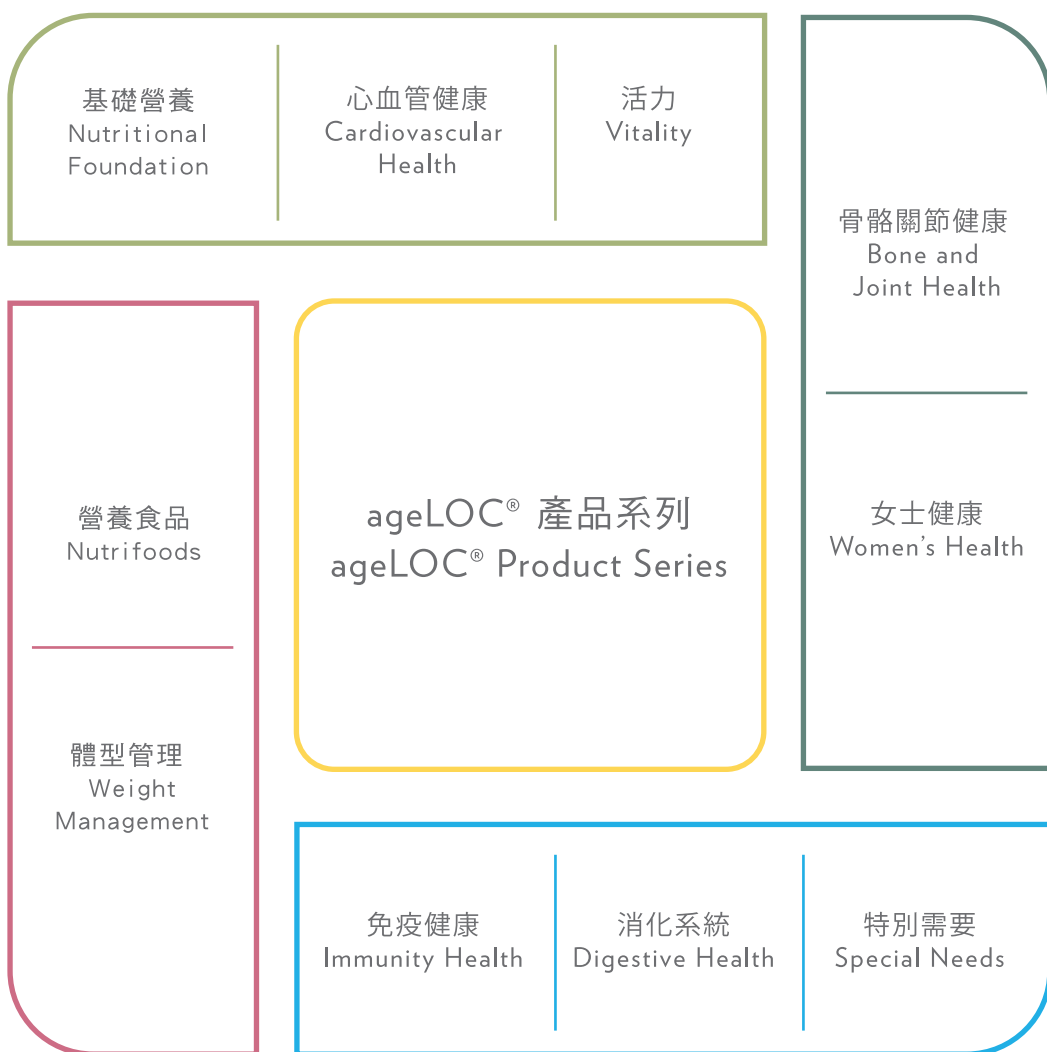 基礎營養
Nutritional
Foundation
心血管健康
Cardiovascular
Health
活力
Vitality
骨骼關節健康
Bone and
Joint Health
女士健康
Women's Health
營養食品
Nutrifoods
體型管理
Weight
Management
ageLOC® 產品系列
ageLOC® Product Series
免疫健康
Immunity Health
消化系統
Digestive Health
特別需要
Special Needs